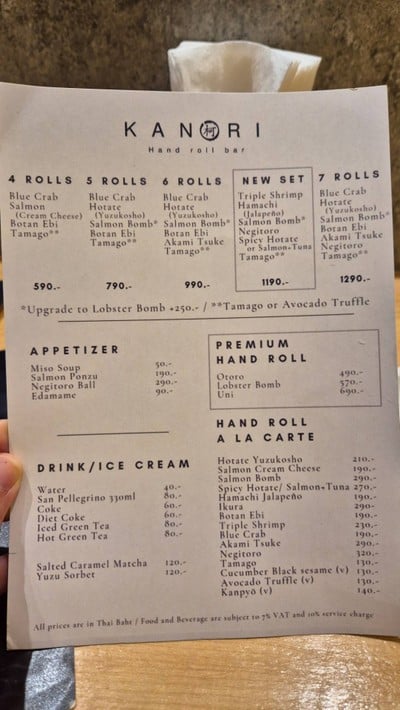 KANORI
Hand roll bar
4 ROLLS
Blue Crab
Salmon
(Cream Cheese)
Botan Ebi
Tamago**
590.-
5 ROLLS
Blue Crab
Hotate
(Yuzukosho)
Salmon Bomb*
Botan Ebi
Tamago**
790.-
6 ROLLS
Blue Crab
Hotate
(Yuzukosho)
Salmon Bomb*
Botan Ebi
Akami Tsuke
Tamago**
990.-
NEW SET
Triple Shrimp
Hamachi
(Jalapeño)
Salmon Bomb*
Negitoro
Spicy Hotate
or Salmon+Tuna
Tamago**
1190.-
7 ROLLS
Blue Crab
Hotate
(Yuzukosho)
Salmon Bomb*
Botan Ebi
Akami Tsuke
Negitoro
Tamago**
1290.-
*Upgrade to Lobster Bomb +250.- / **Tamago or Avocado Truffle
APPETIZER
Miso Soup 50.-
Salmon Ponzu 190.-
Negitoro Ball 290.-
Edamame 90.-
PREMIUM
HAND ROLL
Otoro 490.-
Lobster Bomb 570.-
Uni 690.-
DRINK/ICE CREAM
Water 40.-
San Pellegrino 330ml 80.-
Coke 60.-
Diet Coke 60.-
Iced Green Tea 80.-
Hot Green Tea 80.-
Salted Caramel Matcha 120.-
Yuzu Sorbet 120.-
HAND ROLL
A LA CARTE
Hotate Yuzukosho 210.-
Salmon Cream Cheese 190.-
Salmon Bomb 290.-
Spicy Hotate/ Salmon+Tuna 270.-
Hamachi Jalapeño 190.-
Ikura 290-
Botan Ebi 190.-
Triple Shrimp 230.-
Blue Crab 190.-
Akami Tsuke 290.-
Negitoro 320.-
Tamago 130.-
Cucumber Black sesame (v) 130.-
Avocado Truffle (v) 130.-
Kanpyō (v) 140.-
All prices are in Thai Baht / Food and Beverage are subject to 7% VAT and 10% service charge